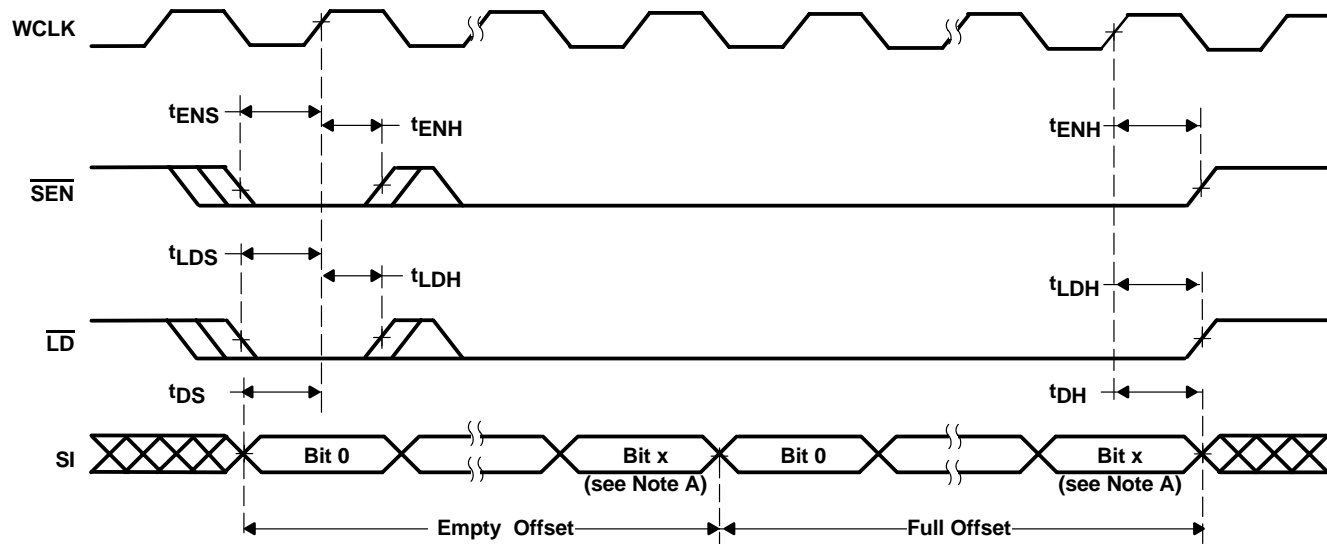 WCLK
tENS
tENH
tENH
SEN
tLDS
tLDH
tLDH
LD
tDS
tDH
SI
Bit 0
Bit x
(see Note A)
Bit 0
Bit x
(see Note A)
Empty Offset
Full Offset